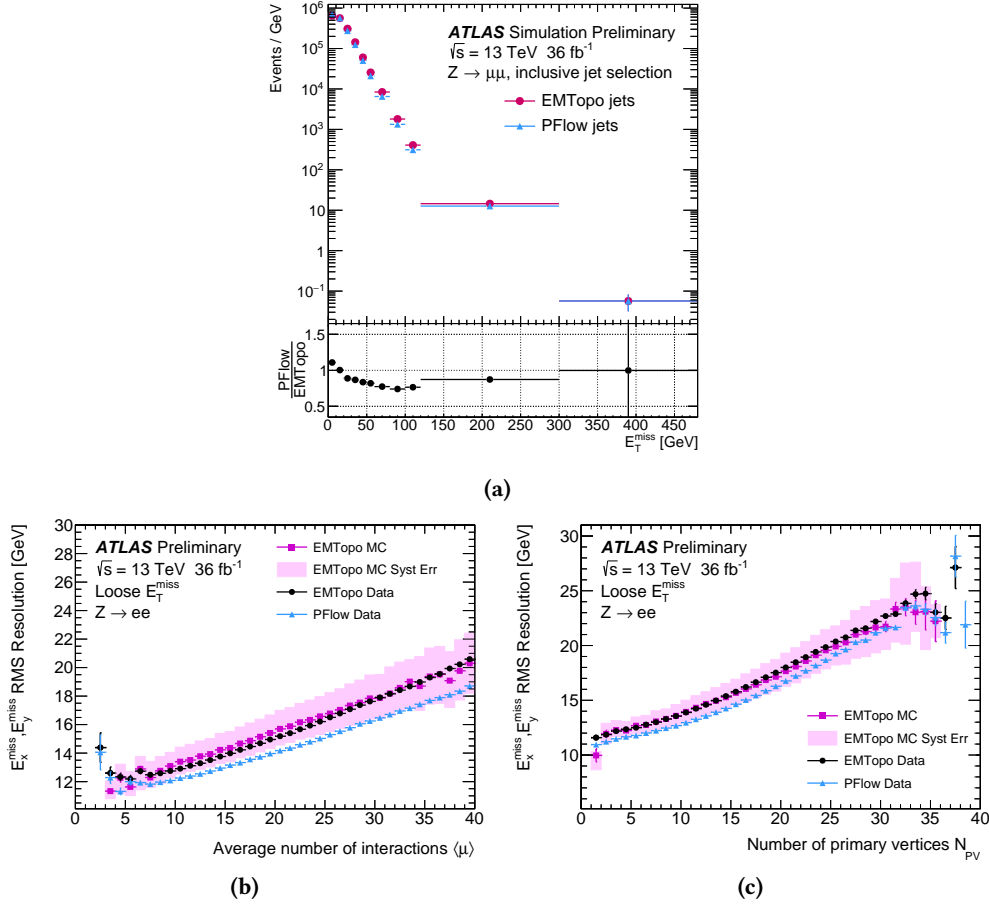 Events / GeV
10⁶
10⁵
10⁴
10³
10²
10
1
10⁻¹
ATLAS Simulation Preliminary
√s = 13 TeV 36 fb⁻¹
Z → μμ, inclusive jet selection
EMTopo jets
PFlow jets
PFlow
EMTopo
1.5
1
0.5
0 50 100 150 200 250 300 350 400 450
E_T^miss [GeV]
(a)
E_x^miss,E_y^miss RMS Resolution [GeV]
30
28
26
24
22
20
18
16
14
12
ATLAS Preliminary
√s = 13 TeV 36 fb⁻¹
Loose E_T^miss
Z → ee
EMTopo MC
EMTopo MC Syst Err
EMTopo Data
PFlow Data
0 5 10 15 20 25 30 35 40
Average number of interactions ⟨μ⟩
(b)
E_x^miss,E_y^miss RMS Resolution [GeV]
30
25
20
15
10
ATLAS Preliminary
√s = 13 TeV 36 fb⁻¹
Loose E_T^miss
Z → ee
EMTopo MC
EMTopo MC Syst Err
EMTopo Data
PFlow Data
0 5 10 15 20 25 30 35 40
Number of primary vertices N_PV
(c)